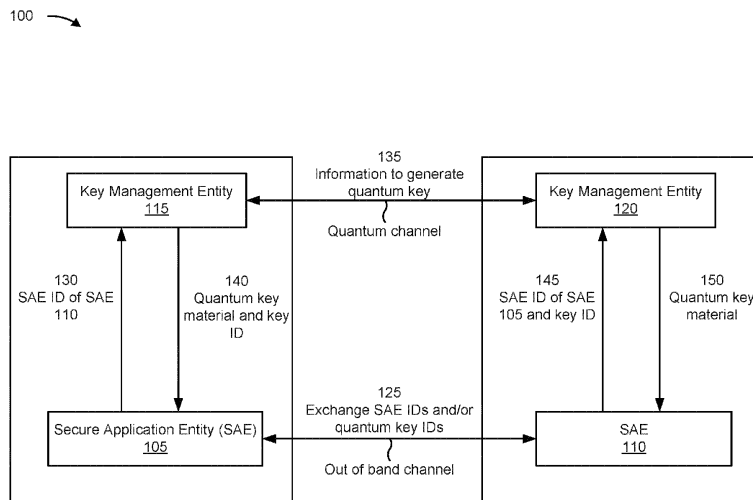 100
135
Information to generate
quantum key
Key Management Entity
115
Key Management Entity
120
Quantum channel
130
SAE ID of SAE
110
140
Quantum key
material and key
ID
145
SAE ID of SAE
105 and key ID
150
Quantum key
material
125
Exchange SAE IDs and/or
quantum key IDs
Secure Application Entity (SAE)
105
SAE
110
Out of band channel